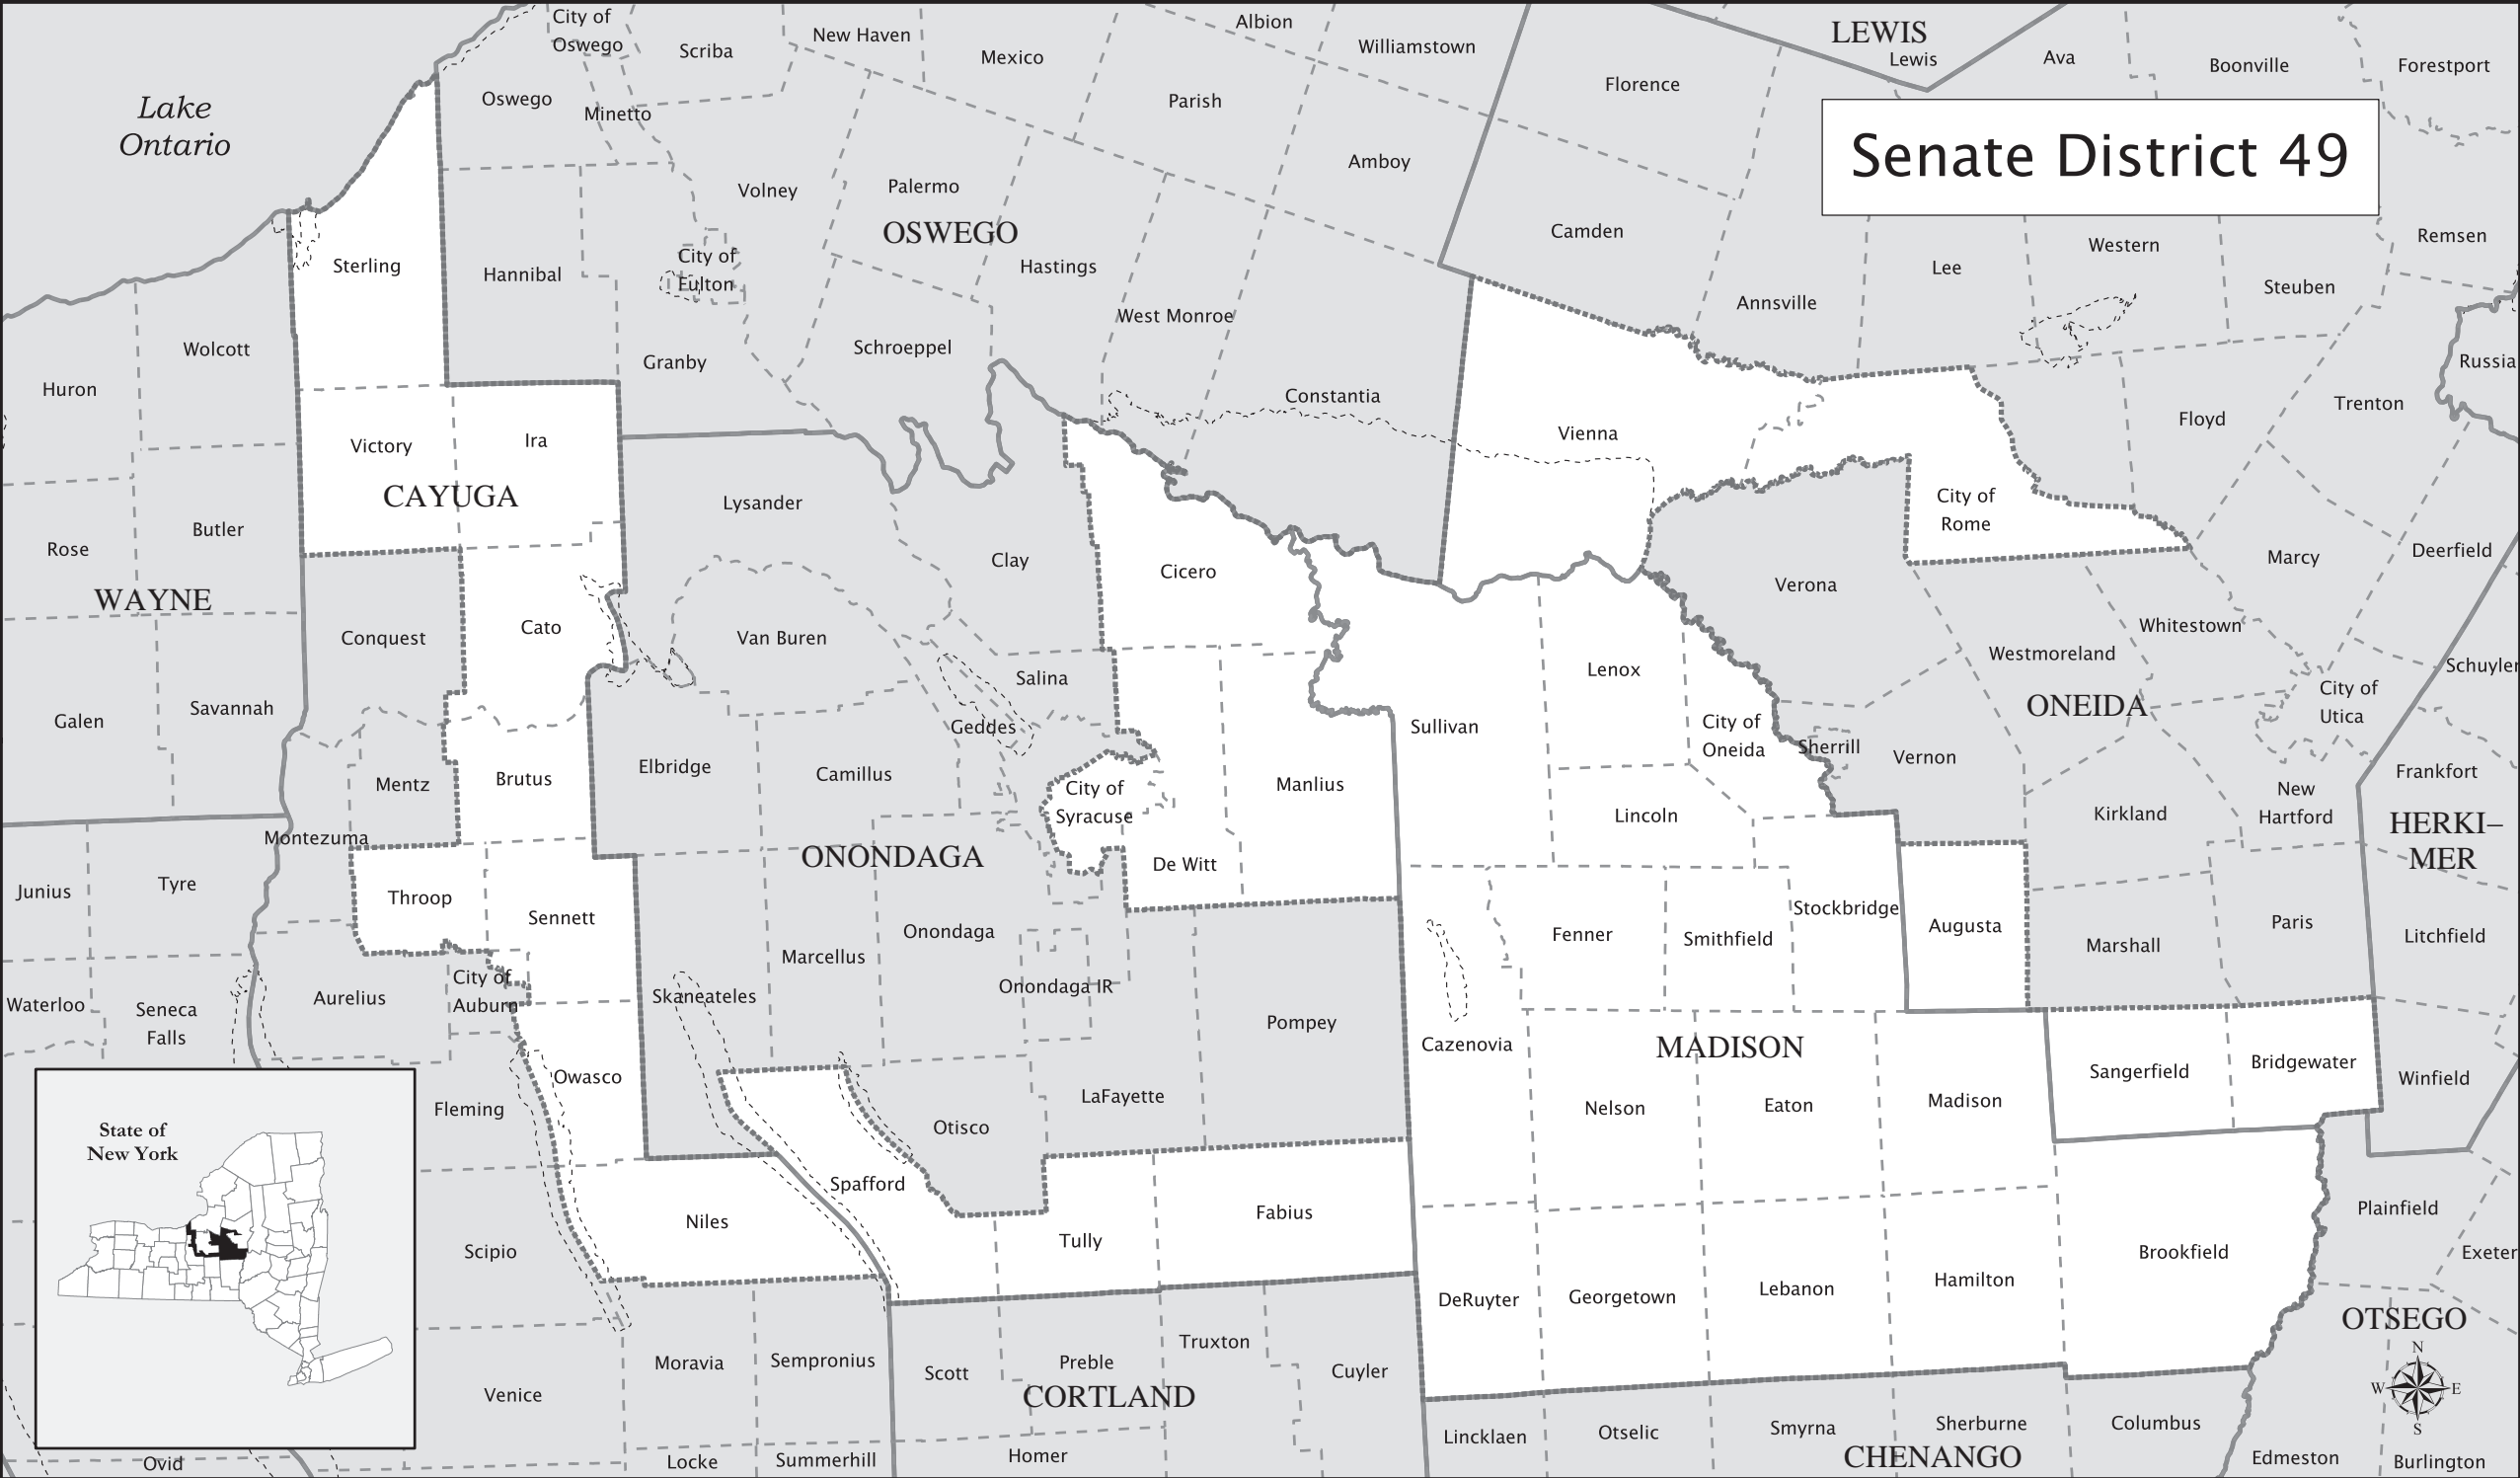 City of
Oswego
Scriba
New Haven
Mexico
Albion
Williamstown
LEWIS
Lewis
Ava
Boonville
Forestport
Florence
Lake
Ontario
Oswego
Minetto
Parish
Amboy
Senate District 49
Volney
Palermo
OSWEGO
Camden
Western
Remsen
Sterling
Hannibal
City of
Fulton
Hastings
Lee
Steuben
Annsville
West Monroe
Wolcott
Granby
Schroeppel
Russia
Huron
Constantia
Floyd
Trenton
Victory
Ira
Vienna
CAYUGA
Lysander
City of
Rome
Butler
Rose
Clay
Cicero
Marcy
Deerfield
WAYNE
Verona
Conquest
Cato
Van Buren
Whitestown
Westmoreland
Lenox
Schuyler
Salina
City of
Utica
Galen
Savannah
Geddes
Sullivan
City of
Oneida
ONEIDA
Sherrill
Vernon
Mentz
Brutus
Elbridge
Camillus
City of
Syracuse
Manlius
Frankfort
New
Hartford
Lincoln
Kirkland
HERKI–
MER
Montezuma
ONONDAGA
De Witt
Junius
Tyre
Throop
Sennett
Stockbridge
Augusta
Paris
Litchfield
Onondaga
Fenner
Smithfield
Marshall
Marcellus
City of
Auburn
Onondaga IR
Waterloo
Seneca
Falls
Aurelius
Skaneateles
Pompey
Cazenovia
MADISON
Owasco
Sangerfield
Bridgewater
Winfield
Fleming
LaFayette
Otisco
Nelson
Eaton
Madison
State of
New York
Spafford
Niles
Fabius
Plainfield
Scipio
Tully
Brookfield
Exeter
DeRuyter
Georgetown
Lebanon
Hamilton
OTSEGO
Moravia
Sempronius
Scott
Preble
Truxton
Cuyler
N
W
E
S
Venice
CORTLAND
Lincklaen
Otselic
Smyrna
Sherburne
Columbus
CHENANGO
Ovid
Locke
Summerhill
Homer
Edmeston
Burlington